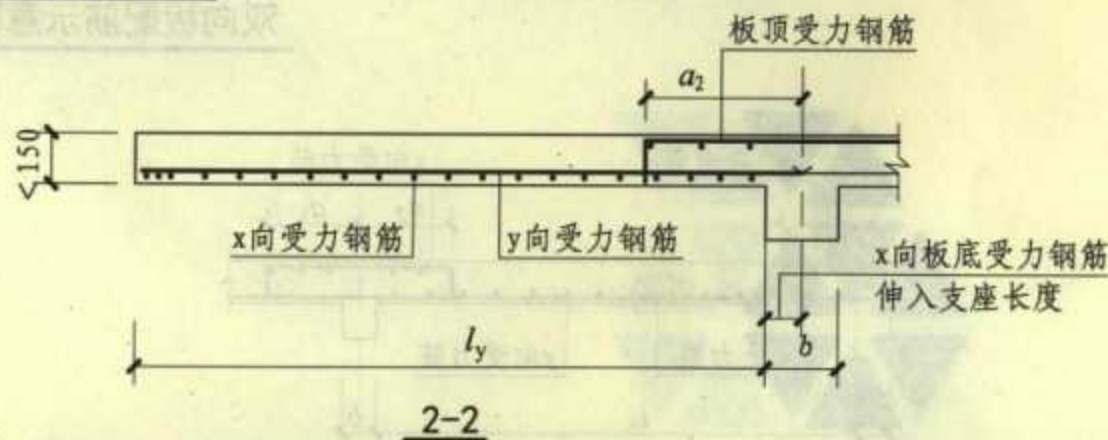 板顶受力钢筋
a₂
<150
x向受力钢筋
y向受力钢筋
x向板底受力钢筋
伸入支座长度
l_y
b
2-2